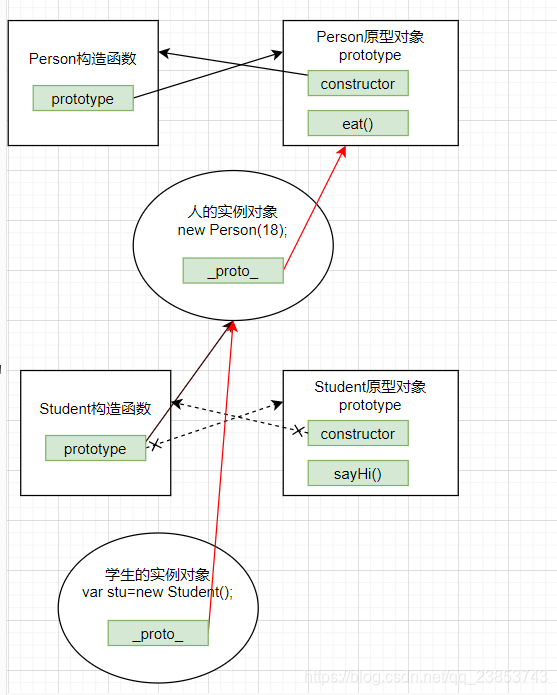 Person构造函数
prototype
Person原型对象
prototype
constructor
eat()
人的实例对象
new Person(18);
_proto_
Student构造函数
prototype
Student原型对象
prototype
constructor
sayHi()
学生的实例对象
var stu=new Student();
_proto_
https://blog.csdn.net/qq_23853743